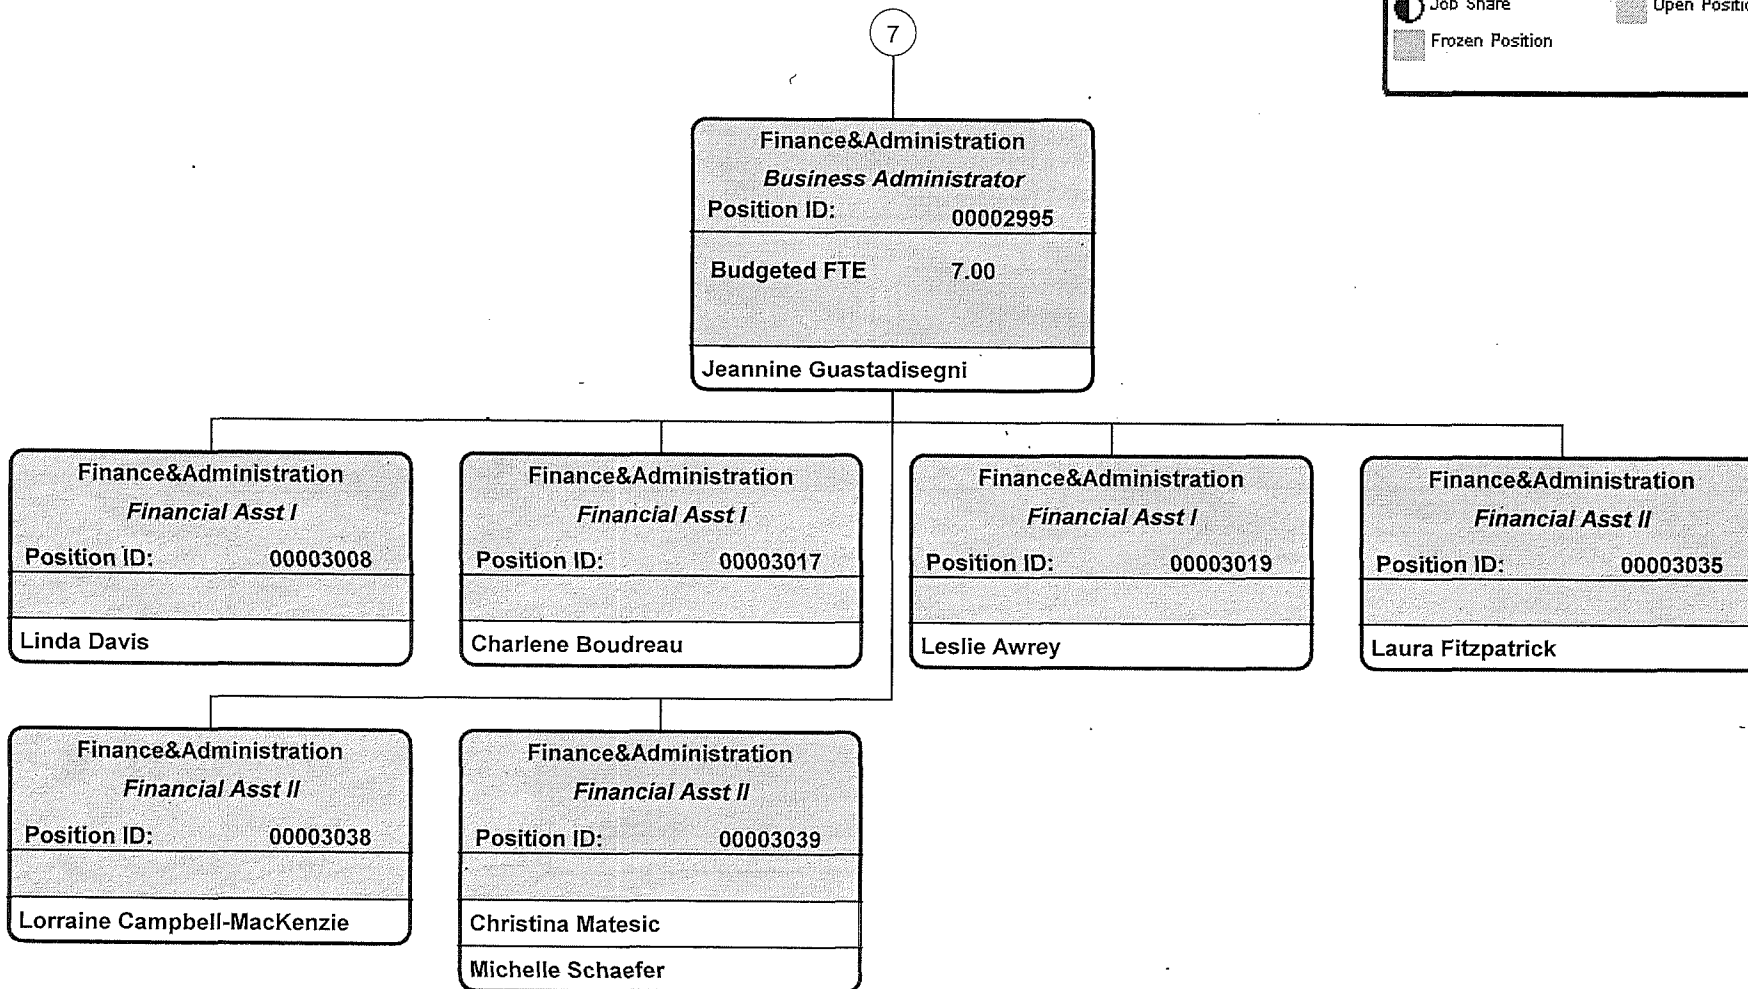 7
Job Share
Open Positio
Frozen Position
Finance&Administration
Business Administrator
Position ID: 00002995
Budgeted FTE 7.00
Jeannine Guastadisegni
Finance&Administration
Financial Asst I
Position ID: 00003008
Linda Davis
Finance&Administration
Financial Asst I
Position ID: 00003017
Charlene Boudreau
Finance&Administration
Financial Asst I
Position ID: 00003019
Leslie Awrey
Finance&Administration
Financial Asst II
Position ID: 00003035
Laura Fitzpatrick
Finance&Administration
Financial Asst II
Position ID: 00003038
Lorraine Campbell-MacKenzie
Finance&Administration
Financial Asst II
Position ID: 00003039
Christina Matesic
Michelle Schaefer